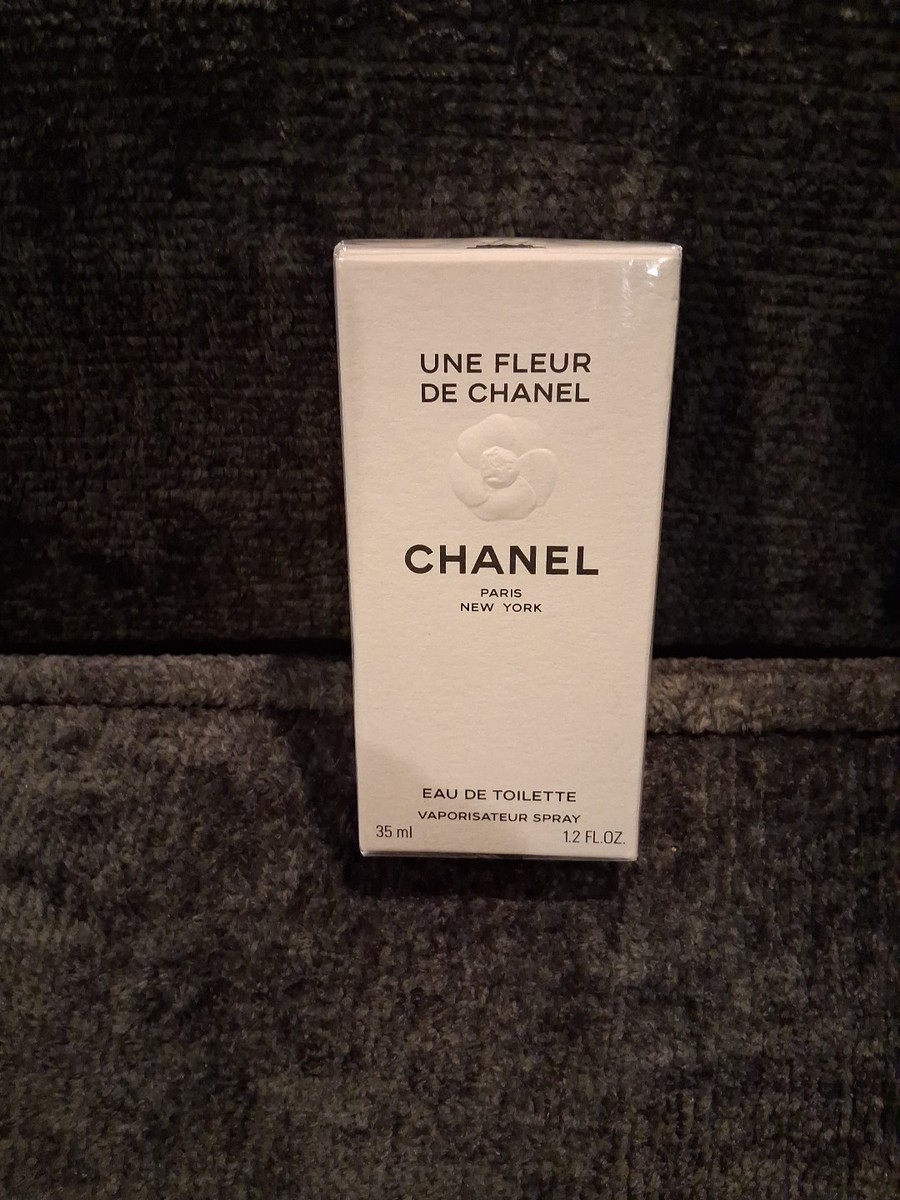 UNE FLEUR
DE CHANEL
CHANEL
PARIS
NEW YORK
EAU DE TOILETTE
VAPORISATEUR SPRAY
35 ml 1.2 FL.OZ.